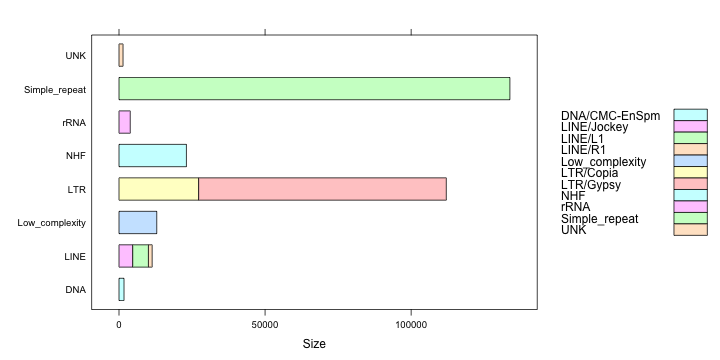 UNK
Simple_repeat
rRNA
NHF
LTR
Low_complexity
LINE
DNA
0 50000 100000
Size
DNA/CMC-EnSpm
LINE/Jockey
LINE/L1
LINE/R1
Low_complexity
LTR/Copia
LTR/Gypsy
NHF
rRNA
Simple_repeat
UNK